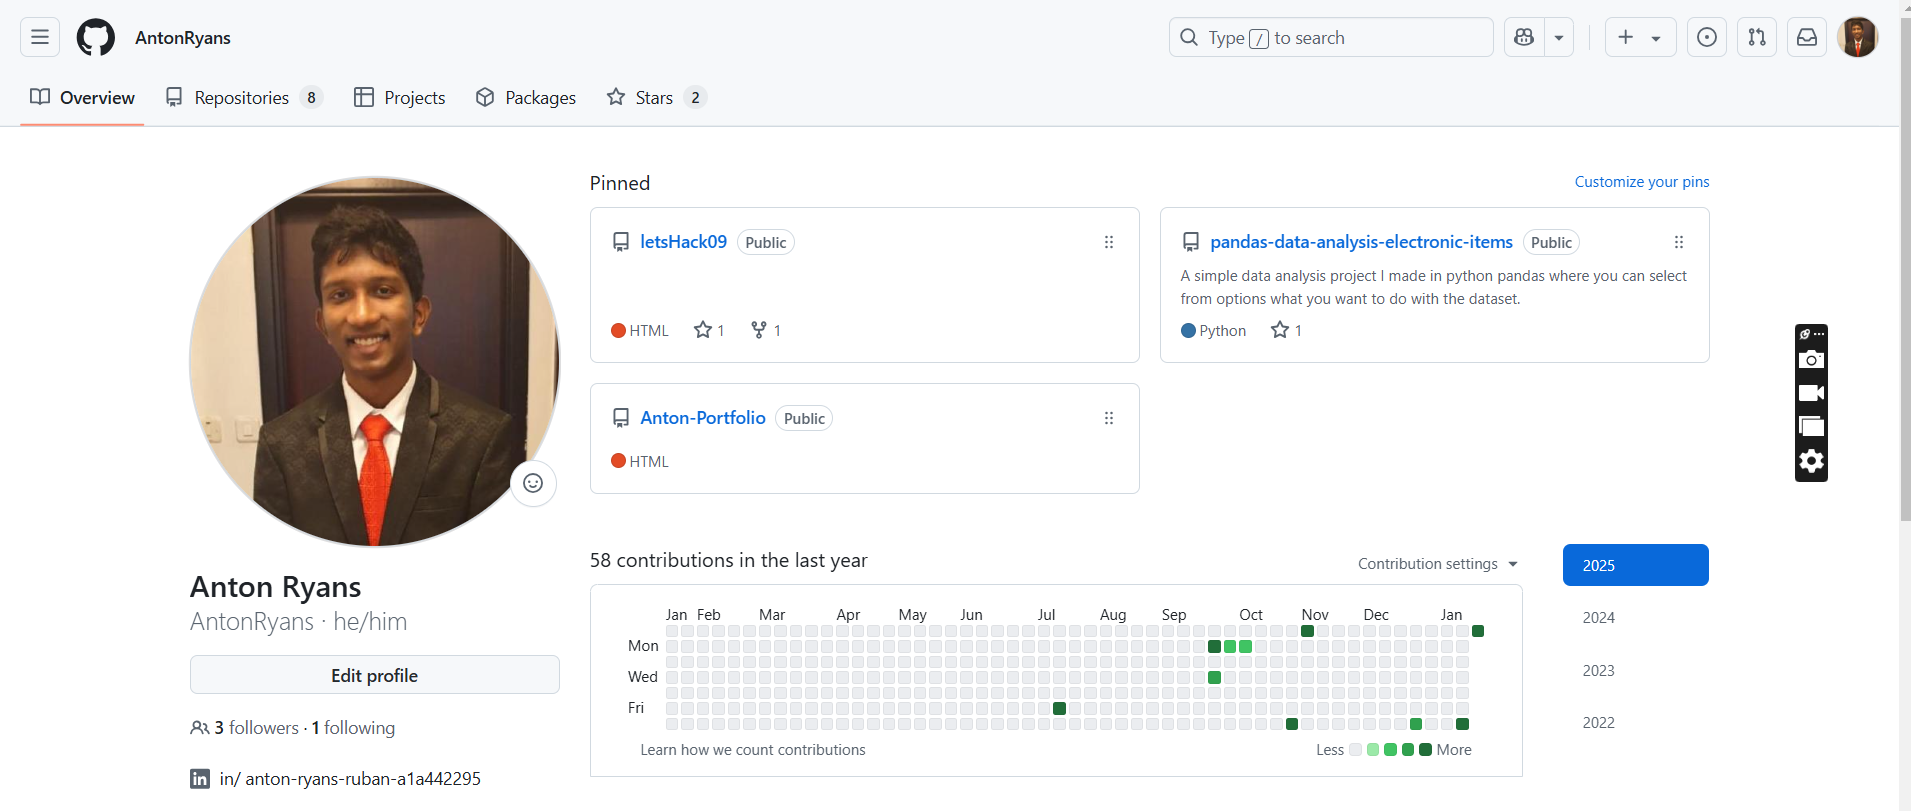 AntonRyans
Type / to search
Overview
Repositories 8
Projects
Packages
Stars 2
Pinned
Customize your pins
letsHack09 Public
HTML 1 1
pandas-data-analysis-electronic-items Public
A simple data analysis project I made in python pandas where you can select
from options what you want to do with the dataset.
Python 1
Anton-Portfolio Public
HTML
Anton Ryans
AntonRyans · he/him
Edit profile
3 followers · 1 following
in in/ anton-ryans-ruban-a1a442295
58 contributions in the last year
Contribution settings
Jan Feb Mar Apr May Jun Jul Aug Sep Oct Nov Dec Jan
Mon
Wed
Fri
Learn how we count contributions
Less More
2025
2024
2023
2022